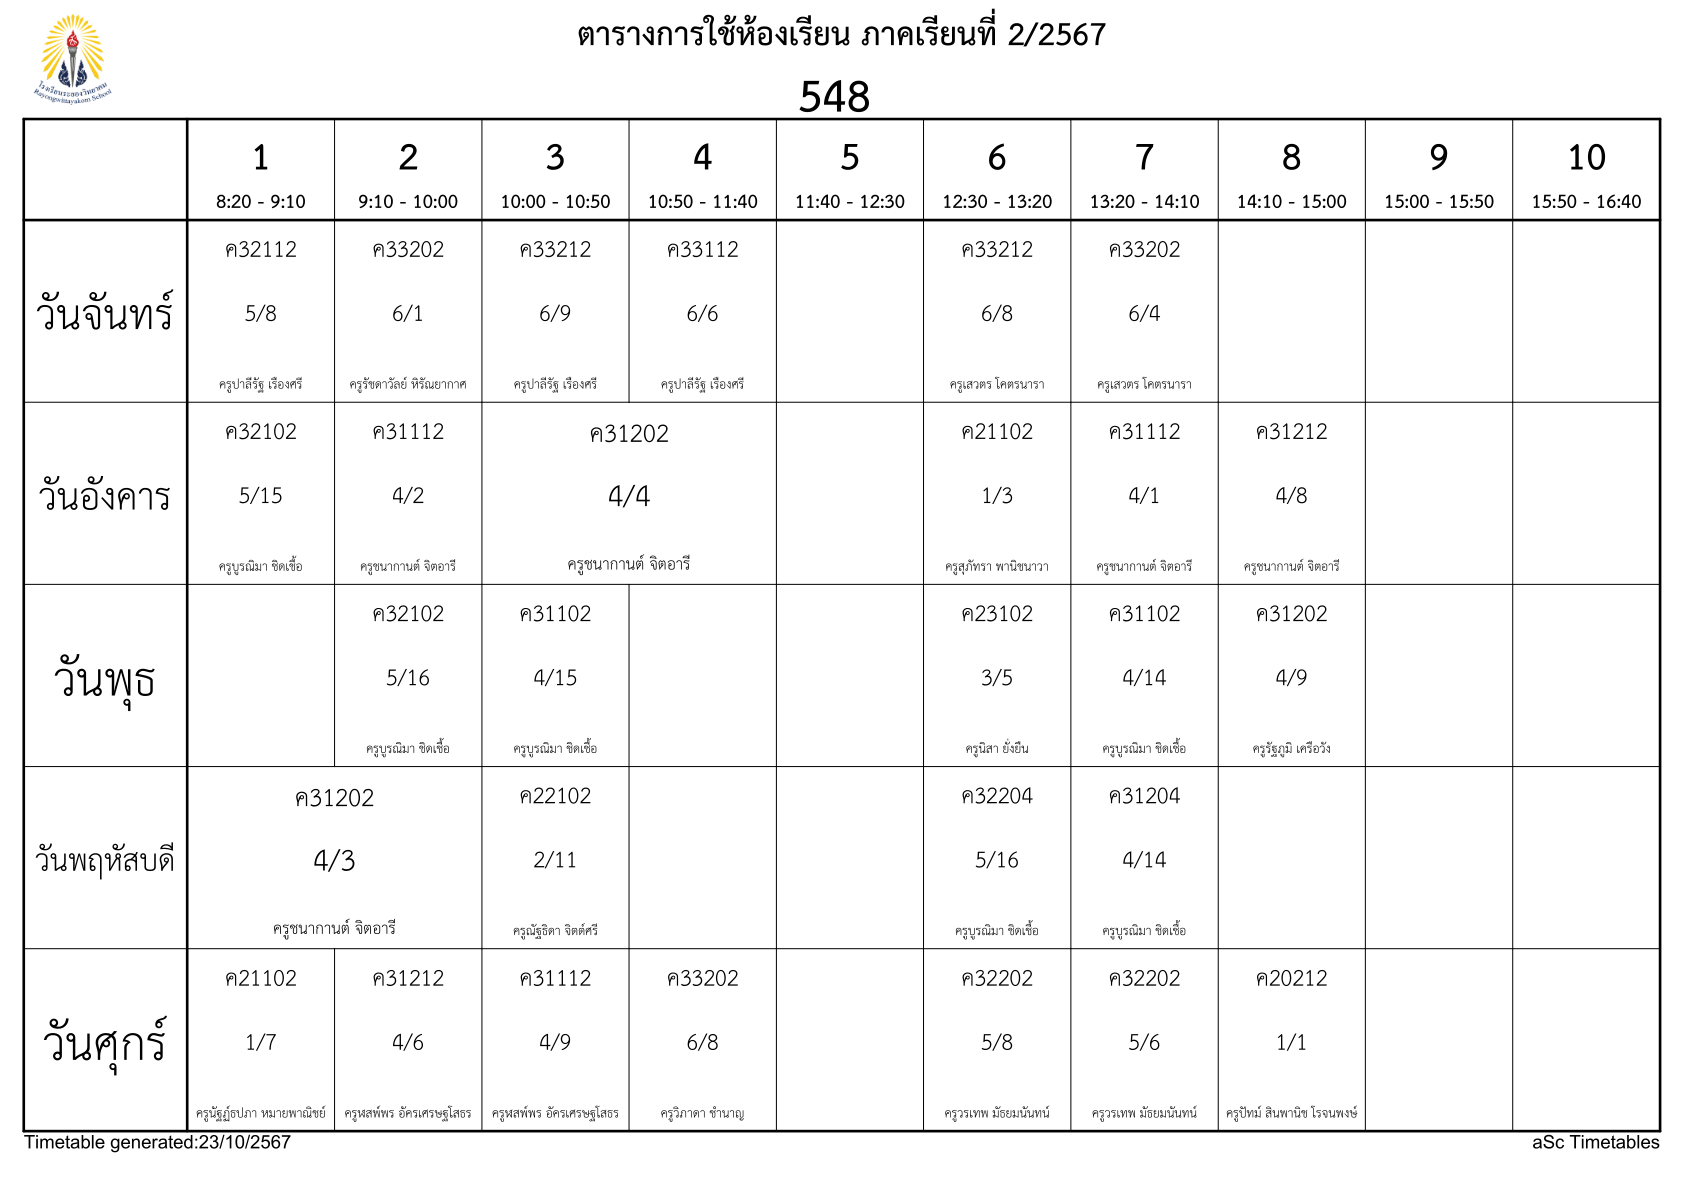 ตารางการใช้ห้องเรียน ภาคเรียนที่ 2/2567
โรงเรียนระยองวิทยาคม
Rayongwittayakom School
548
1 2 3 4 5 6 7 8 9 10
8:20 - 9:10 9:10 - 10:00 10:00 - 10:50 10:50 - 11:40 11:40 - 12:30 12:30 - 13:20 13:20 - 14:10 14:10 - 15:00 15:00 - 15:50 15:50 - 16:40
วันจันทร์
ค32112 ค33202 ค33212 ค33112 ค33212 ค33202
5/8 6/1 6/9 6/6 6/8 6/4
ครูปาลีรัฐ เรืองศรี ครูรัชดาวัลย์ หิรัณยากาศ ครูปาลีรัฐ เรืองศรี ครูปาลีรัฐ เรืองศรี ครูเสวตร โคตรนารา ครูเสวตร โคตรนารา
วันอังคาร
ค32102 ค31112 ค31202 ค21102 ค31112 ค31212
5/15 4/2 4/4 1/3 4/1 4/8
ครูบูรณิมา ชิดเชื้อ ครูชนากานต์ จิตอารี ครูชนากานต์ จิตอารี ครูสุภัทรา พานิชนาวา ครูชนากานต์ จิตอารี ครูชนากานต์ จิตอารี
วันพุธ
ค32102 ค31102 ค23102 ค31102 ค31202
5/16 4/15 3/5 4/14 4/9
ครูบูรณิมา ชิดเชื้อ ครูบูรณิมา ชิดเชื้อ ครูนิสา ยั่งยืน ครูบูรณิมา ชิดเชื้อ ครูรัฐภูมิ เครือวัง
วันพฤหัสบดี
ค31202 ค22102 ค32204 ค31204
4/3 2/11 5/16 4/14
ครูชนากานต์ จิตอารี ครูณัฐธิดา จิตต์ศรี ครูบูรณิมา ชิดเชื้อ ครูบูรณิมา ชิดเชื้อ
วันศุกร์
ค21102 ค31212 ค31112 ค33202 ค32202 ค32202 ค20212
1/7 4/6 4/9 6/8 5/8 5/6 1/1
ครูนัฐฏ์ธปภา หมายพาณิชย์ ครูฬสพ์พร อัครเศรษฐโสธร ครูฬสพ์พร อัครเศรษฐโสธร ครูวิภาดา ชำนาญ ครูวรเทพ มัธยมนันทน์ ครูวรเทพ มัธยมนันทน์ ครูปัทม์ สินพานิช โรจนพงษ์
Timetable generated:23/10/2567 aSc Timetables